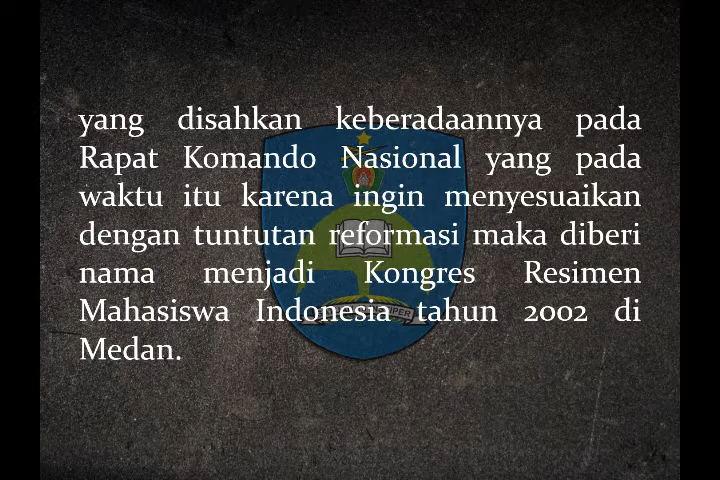 yang disahkan keberadaannya pada
Rapat Komando Nasional yang pada
waktu itu karena ingin menyesuaikan
dengan tuntutan reformasi maka diberi
nama menjadi Kongres Resimen
Mahasiswa Indonesia tahun 2002 di
Medan.